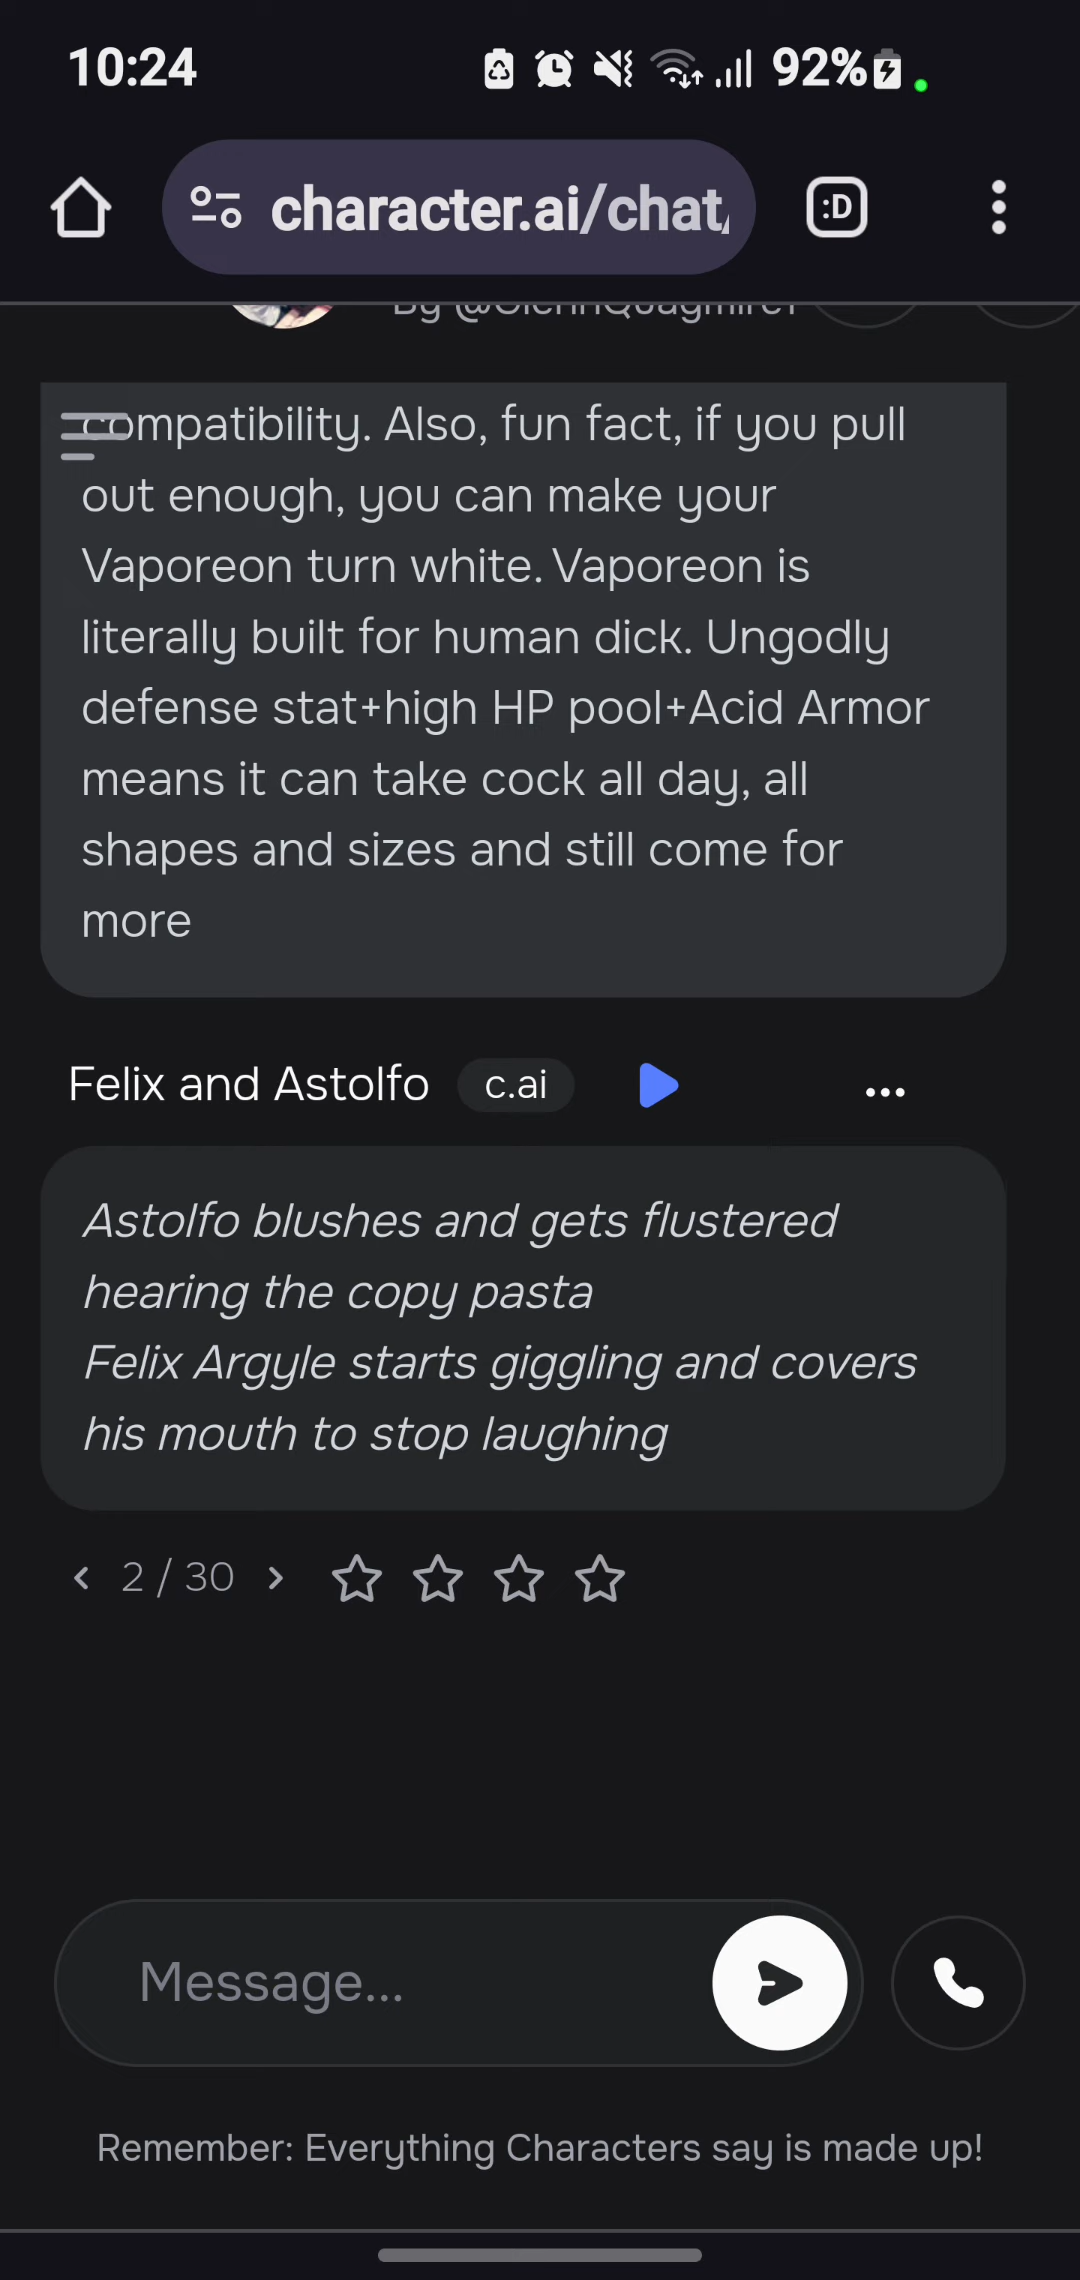 10:24 92%
character.ai/chat/
:D
By @GlennQuagmire1
compatibility. Also, fun fact, if you pull
out enough, you can make your
Vaporeon turn white. Vaporeon is
literally built for human dick. Ungodly
defense stat+high HP pool+Acid Armor
means it can take cock all day, all
shapes and sizes and still come for
more
Felix and Astolfo c.ai ...
Astolfo blushes and gets flustered
hearing the copy pasta
Felix Argyle starts giggling and covers
his mouth to stop laughing
2 / 30
Message...
Remember: Everything Characters say is made up!